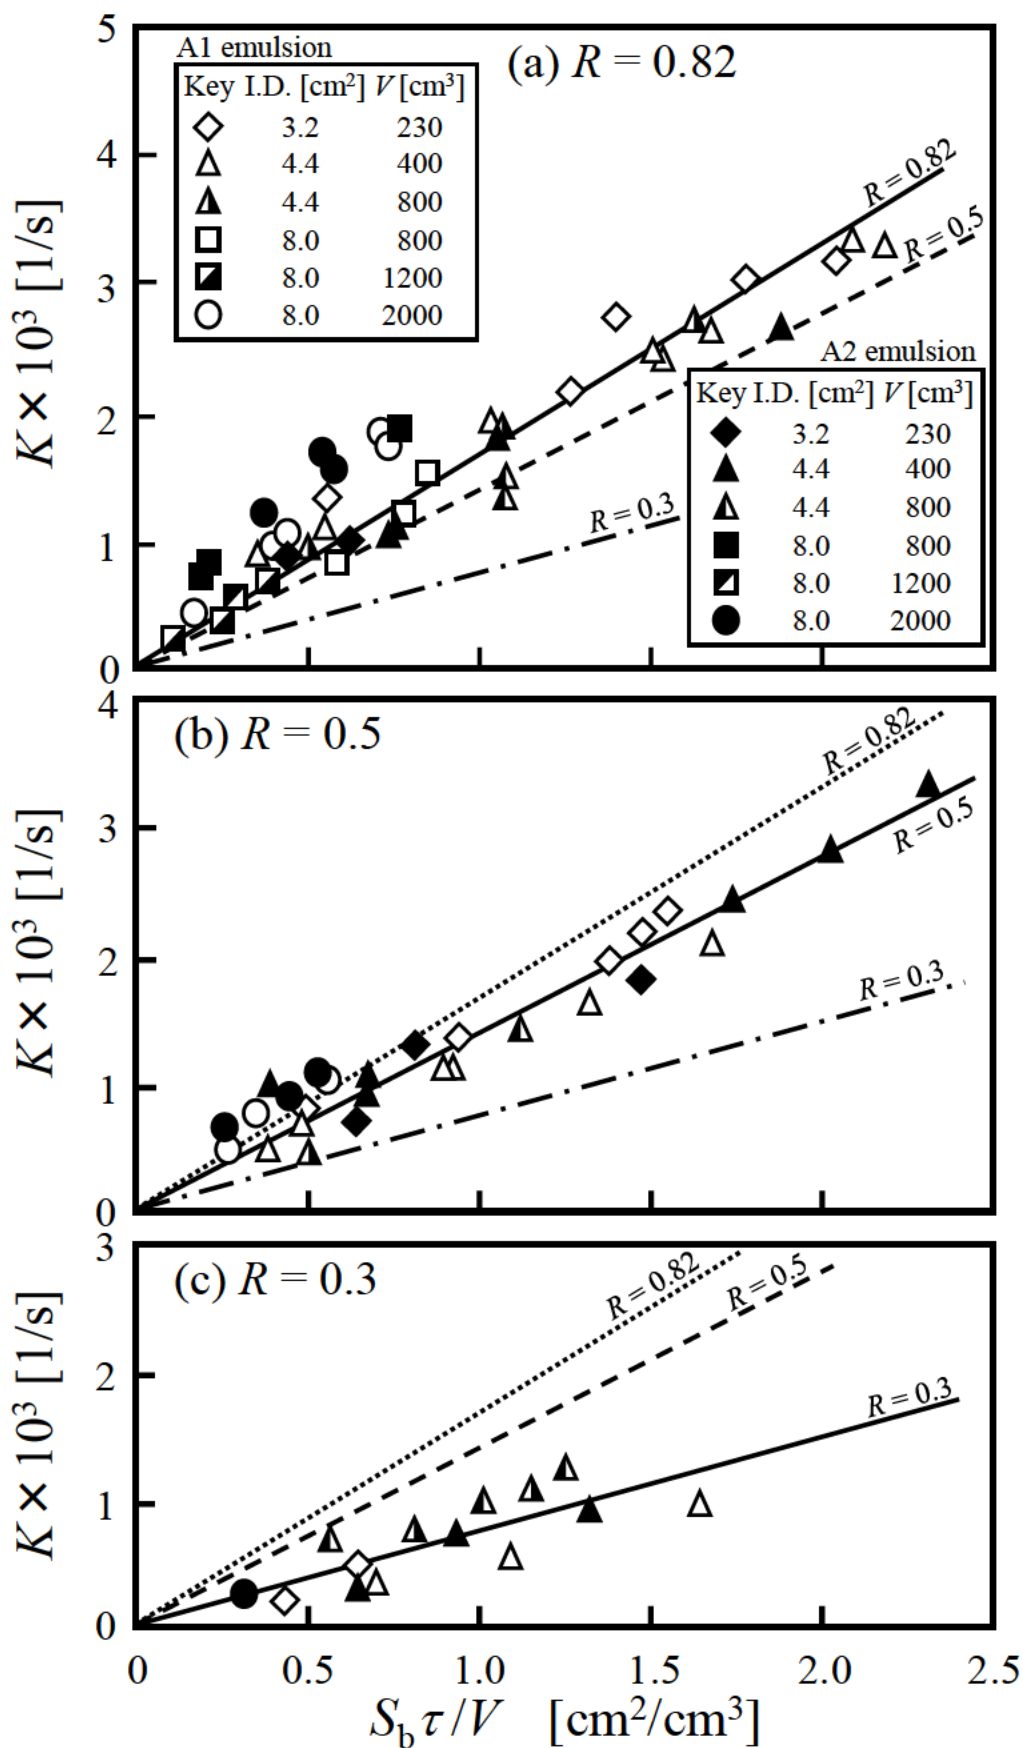 (a) R = 0.82
A1 emulsion
Key I.D. [cm²] V [cm³]
3.2 230
4.4 400
4.4 800
8.0 800
8.0 1200
8.0 2000
R = 0.82
R = 0.5
R = 0.3
A2 emulsion
Key I.D. [cm²] V [cm³]
3.2 230
4.4 400
4.4 800
8.0 800
8.0 1200
8.0 2000
K × 10³ [1/s]
5
4
3
2
1
0
(b) R = 0.5
R = 0.82
R = 0.5
R = 0.3
K × 10³ [1/s]
4
3
2
1
0
(c) R = 0.3
R = 0.82
R = 0.5
R = 0.3
K × 10³ [1/s]
3
2
1
0
0 0.5 1.0 1.5 2.0 2.5
S_b τ/V [cm²/cm³]